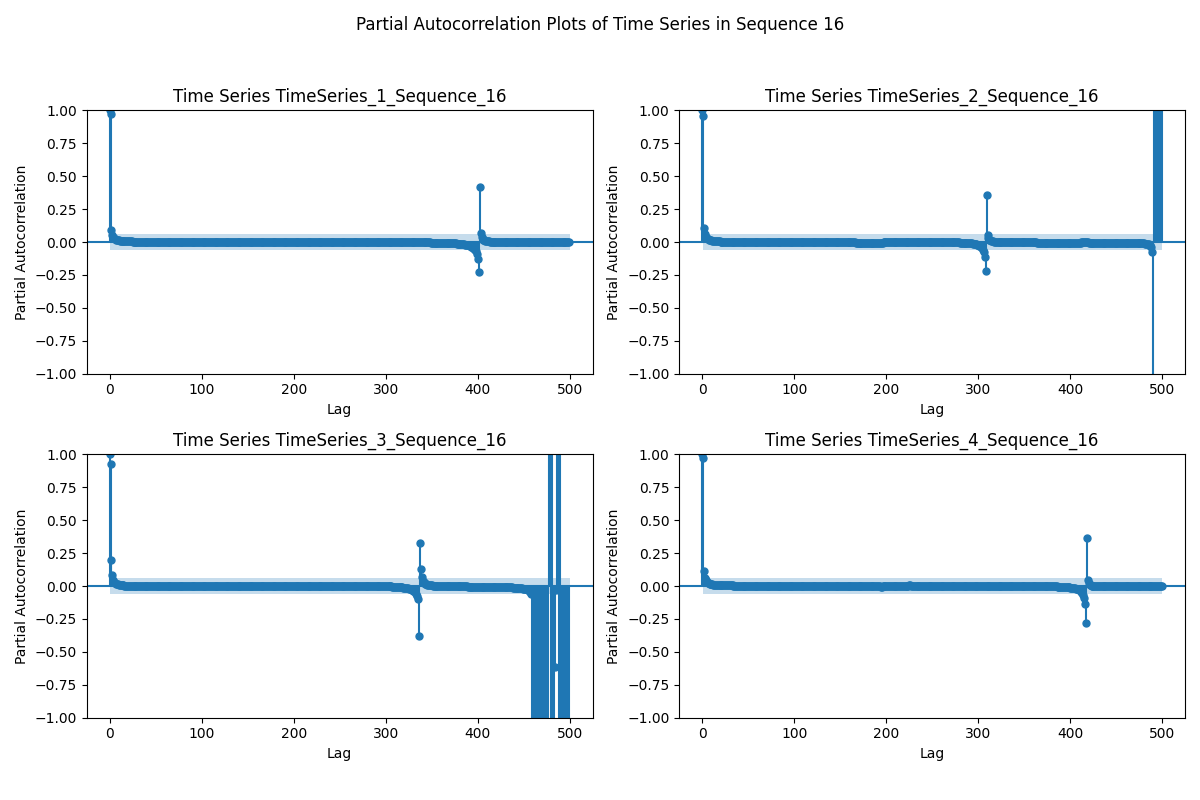 Partial Autocorrelation Plots of Time Series in Sequence 16
Time Series TimeSeries_1_Sequence_16
1.00
0.75
0.50
0.25
0.00
−0.25
−0.50
−0.75
−1.00
Partial Autocorrelation
0 100 200 300 400 500
Lag
Time Series TimeSeries_2_Sequence_16
1.00
0.75
0.50
0.25
0.00
−0.25
−0.50
−0.75
−1.00
Partial Autocorrelation
0 100 200 300 400 500
Lag
Time Series TimeSeries_3_Sequence_16
1.00
0.75
0.50
0.25
0.00
−0.25
−0.50
−0.75
−1.00
Partial Autocorrelation
0 100 200 300 400 500
Lag
Time Series TimeSeries_4_Sequence_16
1.00
0.75
0.50
0.25
0.00
−0.25
−0.50
−0.75
−1.00
Partial Autocorrelation
0 100 200 300 400 500
Lag